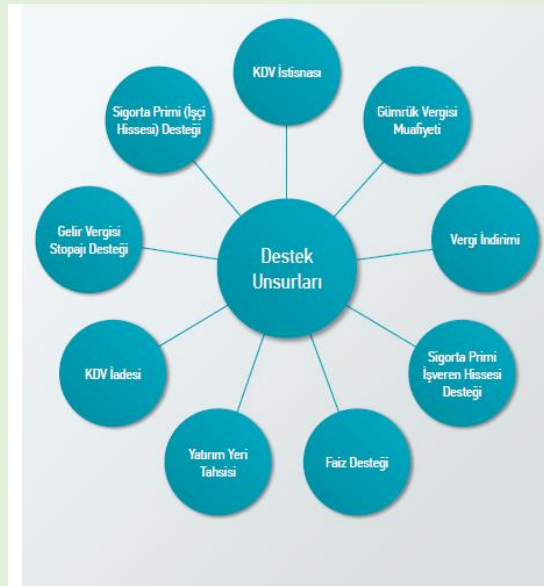 KDV İstisnası
Gümrük Vergisi
Muafiyeti
Vergi İndirimi
Sigorta Primi
İşveren Hissesi
Desteği
Faiz Desteği
Yatırım Yeri
Tahsisi
KDV İadesi
Gelir Vergisi
Stopajı Desteği
Sigorta Primi (İşçi
Hissesi) Desteği
Destek
Unsurları